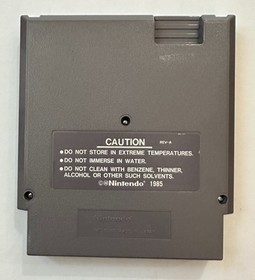 CAUTION REV-A
●DO NOT STORE IN EXTREME TEMPERATURES.
●DO NOT IMMERSE IN WATER.
●DO NOT CLEAN WITH BENZENE, THINNER,
ALCOHOL OR OTHER SUCH SOLVENTS.
©®Nintendo® 1985